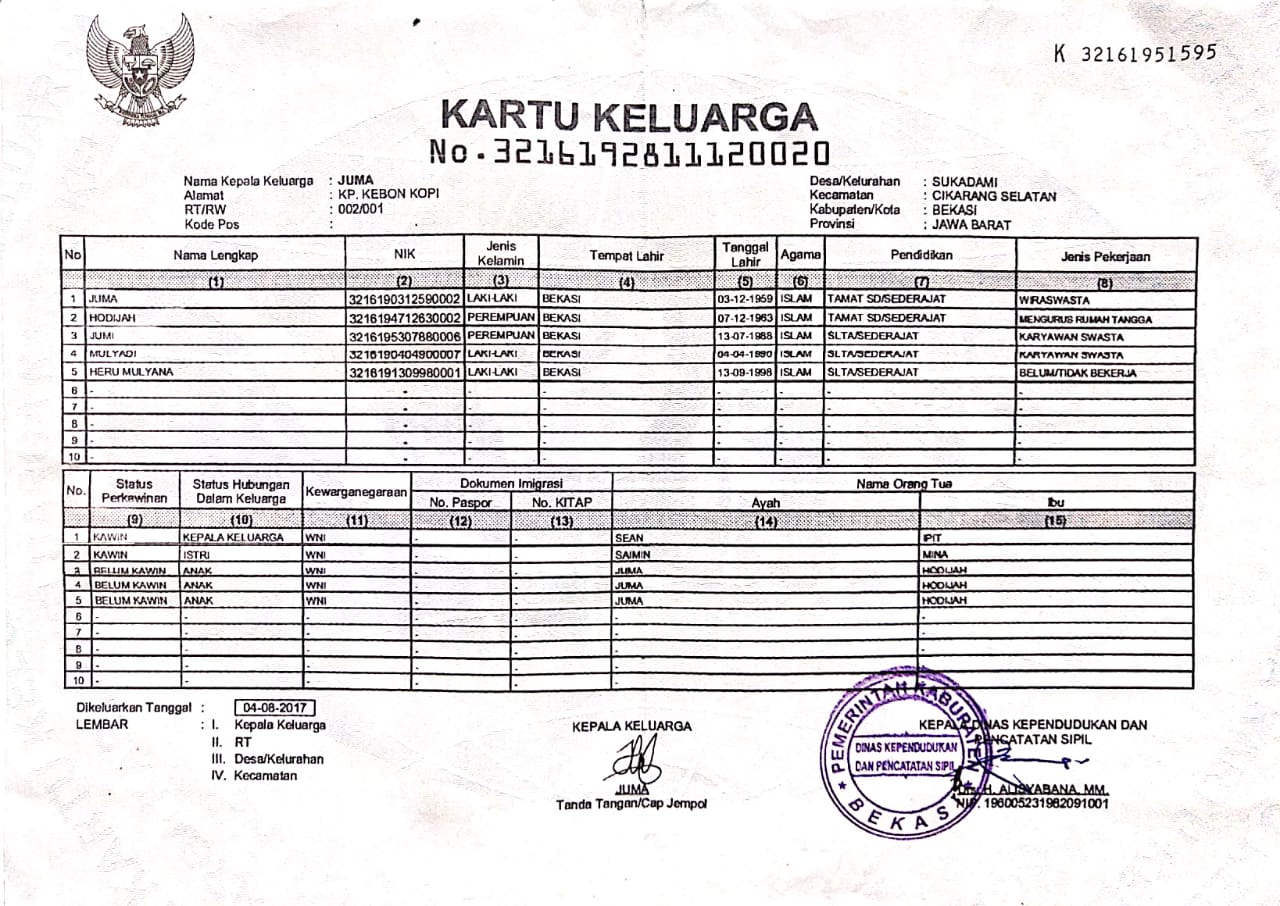 K 32161951595
KARTU KELUARGA
No.3216192811120020
Nama Kepala Keluarga : JUMA
Alamat : KP. KEBON KOPI
RT/RW : 002/001
Kode Pos :
Desa/Kelurahan : SUKADAMI
Kecamatan : CIKARANG SELATAN
Kabupaten/Kota : BEKASI
Provinsi : JAWA BARAT
No Nama Lengkap NIK Jenis Kelamin Tempat Lahir Tanggal Lahir Agama Pendidikan Jenis Pekerjaan
(1) (2) (3) (4) (5) (6) (7) (8)
1 JUMA 3216190312590002 LAKI-LAKI BEKASI 03-12-1959 ISLAM TAMAT SD/SEDERAJAT WIRASWASTA
2 HODIJAH 3216194712630002 PEREMPUAN BEKASI 07-12-1963 ISLAM TAMAT SD/SEDERAJAT MENGURUS RUMAH TANGGA
3 JUMI 3216195307880006 PEREMPUAN BEKASI 13-07-1988 ISLAM SLTA/SEDERAJAT KARYAWAN SWASTA
4 MULYADI 3216190404900007 LAKI-LAKI BEKASI 04-04-1990 ISLAM SLTA/SEDERAJAT KARYAWAN SWASTA
5 HERU MULYANA 3216191309980001 LAKI-LAKI BEKASI 13-09-1998 ISLAM SLTA/SEDERAJAT BELUM/TIDAK BEKERJA
6 - - - - - - - -
7 - - - - - - - -
8 - - - - - - - -
9 - - - - - - - -
10 - - - - - - - -
No. Status Perkawinan Status Hubungan Dalam Keluarga Kewarganegaraan Dokumen Imigrasi Nama Orang Tua
No. Paspor No. KITAP Ayah Ibu
(9) (10) (11) (12) (13) (14) (15)
1 KAWIN KEPALA KELUARGA WNI - - SEAN IPIT
2 KAWIN ISTRI WNI - - SAIMIN MINA
3 BELUM KAWIN ANAK WNI - - JUMA HODIJAH
4 BELUM KAWIN ANAK WNI - - JUMA HODIJAH
5 BELUM KAWIN ANAK WNI - - JUMA HODIJAH
6 - - - - - - -
7 - - - - - - -
8 - - - - - - -
9 - - - - - - -
10 - - - - - - -
Dikeluarkan Tanggal : 04-08-2017
LEMBAR : I. Kepala Keluarga
II. RT
III. Desa/Kelurahan
IV. Kecamatan
KEPALA KELUARGA
JUMA
Tanda Tangan/Cap Jempol
KEPALA DINAS KEPENDUDUKAN DAN
PENCATATAN SIPIL
H. ALISYABANA, MM.
NIP. 196005231982091001
PEMERINTAH KABUPATEN
DINAS KEPENDUDUKAN
DAN PENCATATAN SIPIL
★ BEKASI ★